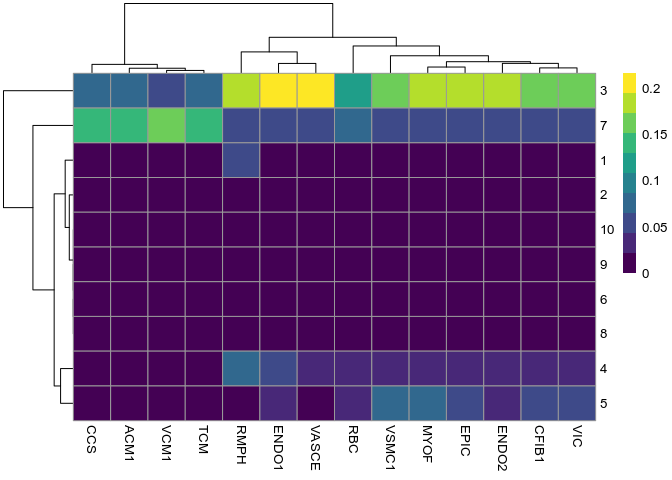 3
7
1
2
10
9
6
8
4
5
0.2
0.15
0.1
0.05
0
CCS
ACM1
VCM1
TCM
RMPH
ENDO1
VASCE
RBC
VSMC1
MYOF
EPIC
ENDO2
CFIB1
VIC